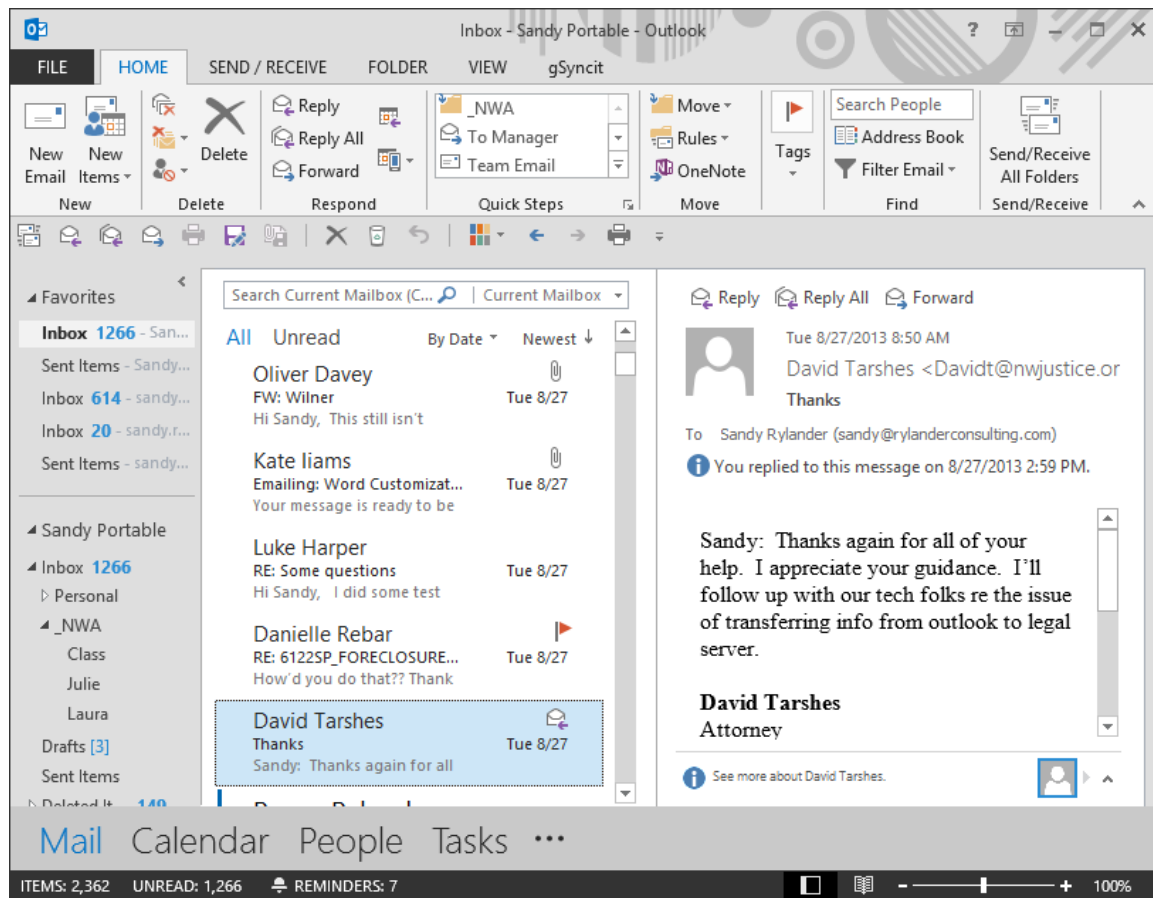 Inbox - Sandy Portable - Outlook
FILE HOME SEND / RECEIVE FOLDER VIEW gSyncit
New Email
New Items
Delete
Reply
Reply All
Forward
_NWA
To Manager
Team Email
Move
Rules
OneNote
Tags
Search People
Address Book
Filter Email
Send/Receive All Folders
New Delete Respond Quick Steps Move Find Send/Receive
Favorites
Inbox 1266 - San...
Sent Items - Sandy...
Inbox 614 - sandy...
Inbox 20 - sandy.r...
Sent Items - sandy...
Sandy Portable
Inbox 1266
Personal
_NWA
Class
Julie
Laura
Drafts [3]
Sent Items
Search Current Mailbox (C... Current Mailbox
All Unread By Date Newest
Oliver Davey
FW: Wilner Tue 8/27
Hi Sandy, This still isn't
Kate Iiams
Emailing: Word Customizat... Tue 8/27
Your message is ready to be
Luke Harper
RE: Some questions Tue 8/27
Hi Sandy, I did some test
Danielle Rebar
RE: 6122SP_FORECLOSURE... Tue 8/27
How'd you do that?? Thank
David Tarshes
Thanks Tue 8/27
Sandy: Thanks again for all
Reply Reply All Forward
Tue 8/27/2013 8:50 AM
David Tarshes <Davidt@nwjustice.or
Thanks
To Sandy Rylander (sandy@rylanderconsulting.com)
You replied to this message on 8/27/2013 2:59 PM.
Sandy: Thanks again for all of your
help. I appreciate your guidance. I'll
follow up with our tech folks re the issue
of transferring info from outlook to legal
server.
David Tarshes
Attorney
See more about David Tarshes.
Mail Calendar People Tasks •••
ITEMS: 2,362 UNREAD: 1,266 REMINDERS: 7 100%